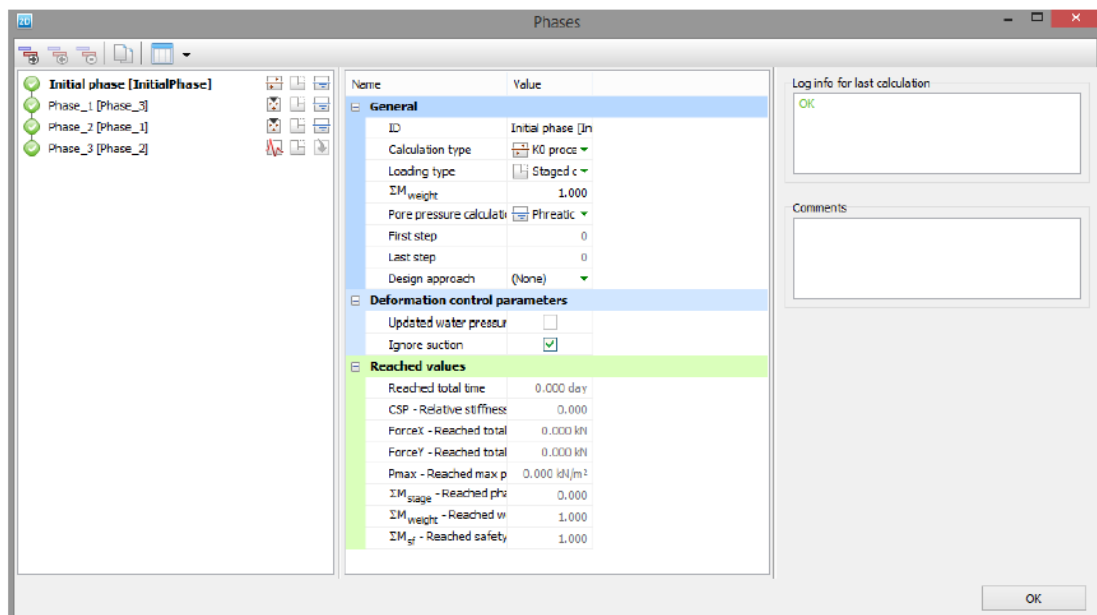 2D
Phases
Initial phase [InitialPhase]
Phase_1 [Phase_3]
Phase_2 [Phase_1]
Phase_3 [Phase_2]
Name Value
General
ID Initial phase [In
Calculation type K0 proce
Loading type Staged c
ΣMweight 1.000
Pore pressure calculati Phreatic
First step 0
Last step 0
Design approach (None)
Deformation control parameters
Updated water pressur
Ignore suction
Reached values
Reached total time 0.000 day
CSP - Relative stiffness 0.000
ForceX - Reached total 0.000 kN
ForceY - Reached total 0.000 kN
Pmax - Reached max p 0.000 kN/m²
ΣMstage - Reached pha 0.000
ΣMweight - Reached w 1.000
ΣMsf - Reached safety 1.000
Log info for last calculation
OK
Comments
OK